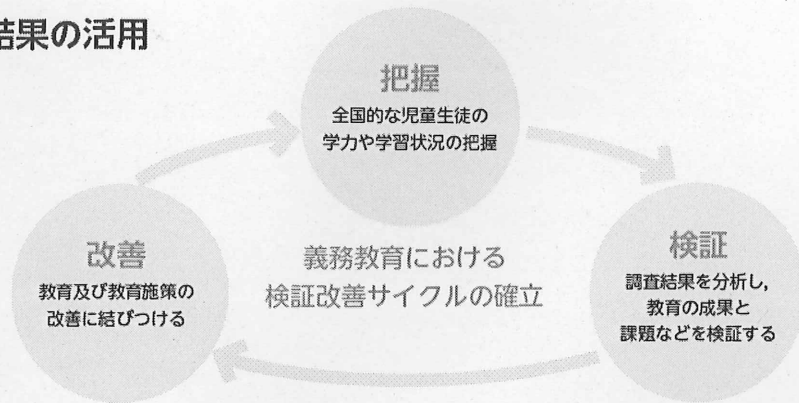 結果の活用
把握
全国的な児童生徒の
学力や学習状況の把握
改善
教育及び教育施策の
改善に結びつける
義務教育における
検証改善サイクルの確立
検証
調査結果を分析し，
教育の成果と
課題などを検証する